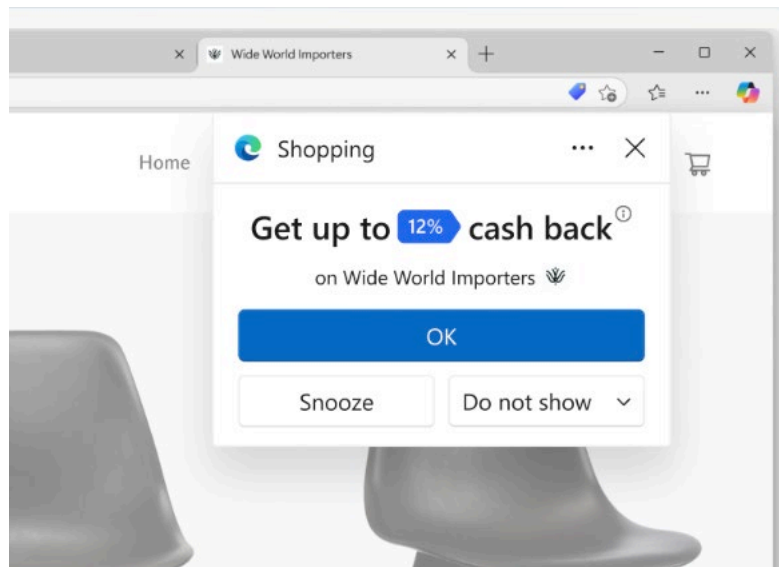 Wide World Importers
Home
Shopping
Get up to 12% cash back
on Wide World Importers
OK
Snooze
Do not show